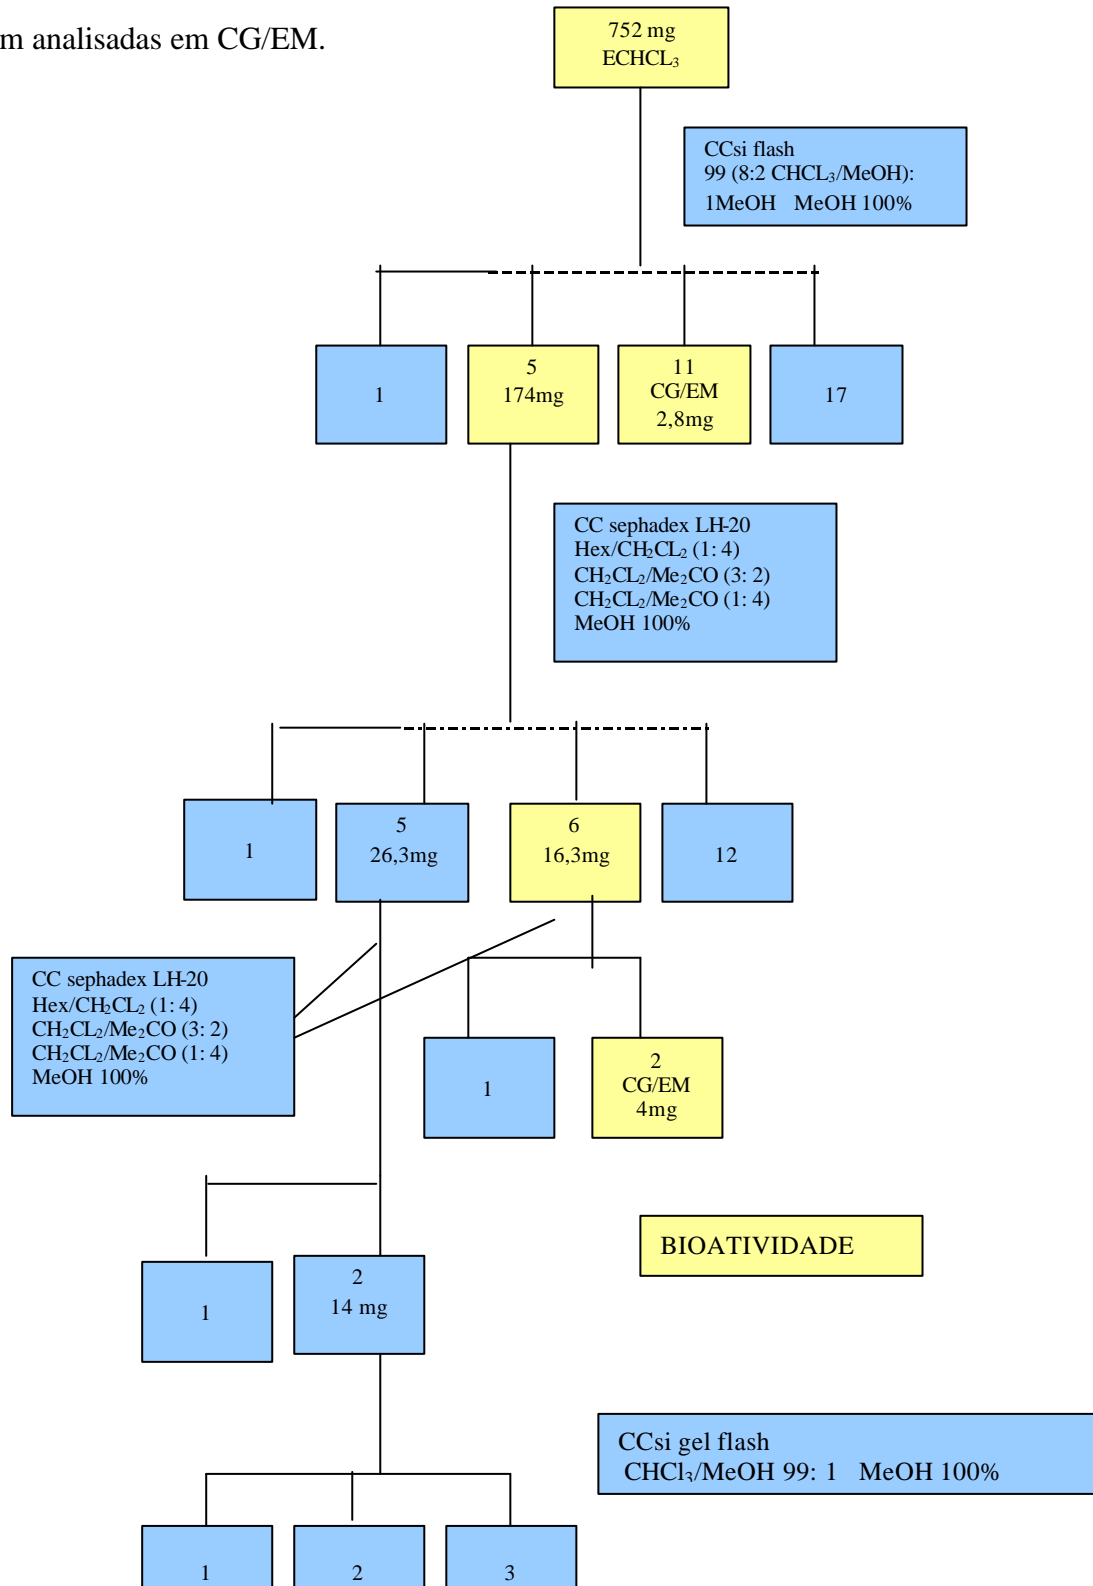 m analisadas em CG/EM.
752 mg
ECHCL₃
CCsi flash
99 (8:2 CHCL₃/MeOH):
1MeOH MeOH 100%
1
5
174mg
11
CG/EM
2,8mg
17
CC sephadex LH-20
Hex/CH₂CL₂ (1: 4)
CH₂CL₂/Me₂CO (3: 2)
CH₂CL₂/Me₂CO (1: 4)
MeOH 100%
1
5
26,3mg
6
16,3mg
12
CC sephadex LH-20
Hex/CH₂CL₂ (1: 4)
CH₂CL₂/Me₂CO (3: 2)
CH₂CL₂/Me₂CO (1: 4)
MeOH 100%
1
2
CG/EM
4mg
BIOATIVIDADE
1
2
14 mg
CCsi gel flash
CHCl₃/MeOH 99: 1 MeOH 100%
1
2
3